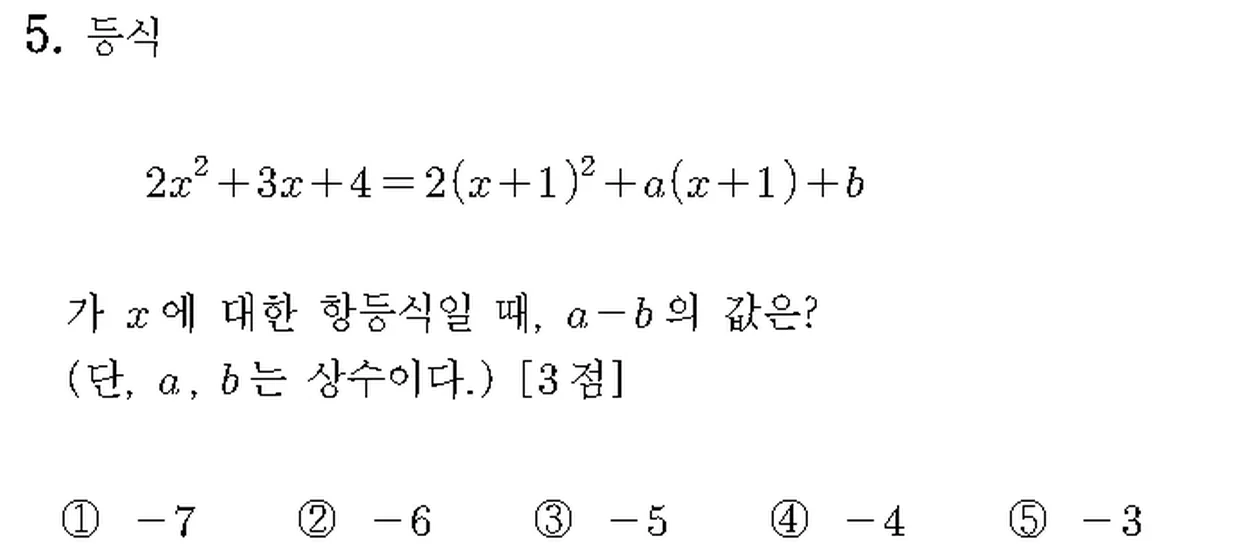 5. 등식
2x²+3x+4=2(x+1)²+a(x+1)+b
가 x에 대한 항등식일 때, a-b의 값은?
(단, a, b는 상수이다.) [3점]
① -7 ② -6 ③ -5 ④ -4 ⑤ -3